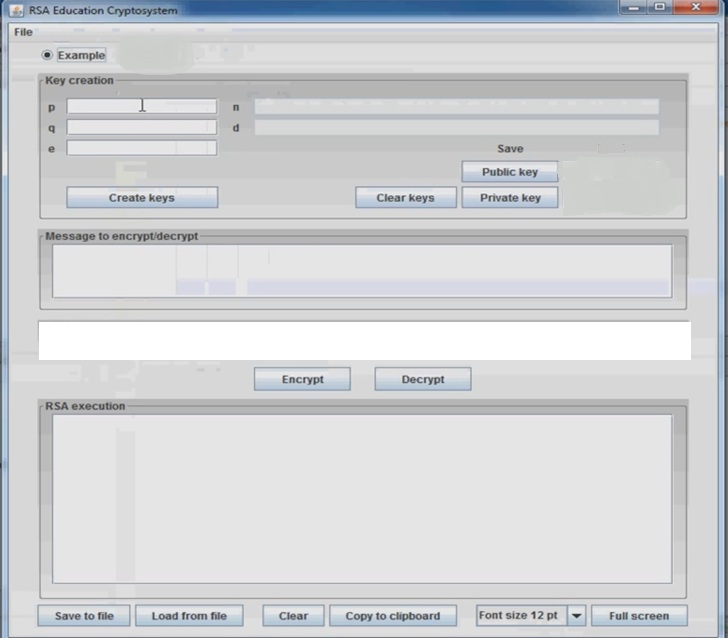 RSA Education Cryptosystem
File
Example
Key creation
p n
q d
e Save
Public key
Create keys Clear keys Private key
Message to encrypt/decrypt
Encrypt Decrypt
RSA execution
Save to file Load from file Clear Copy to clipboard Font size 12 pt Full screen